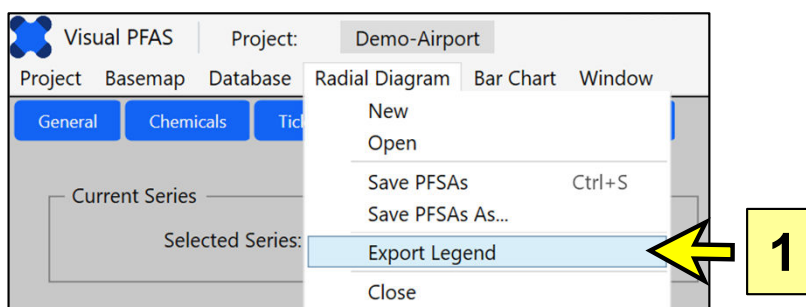 Visual PFAS Project: Demo-Airport
Project Basemap Database Radial Diagram Bar Chart Window
General Chemicals
New
Open
Save PFSAs Ctrl+S
Save PFSAs As...
Export Legend
Close
Current Series
Selected Series:
1